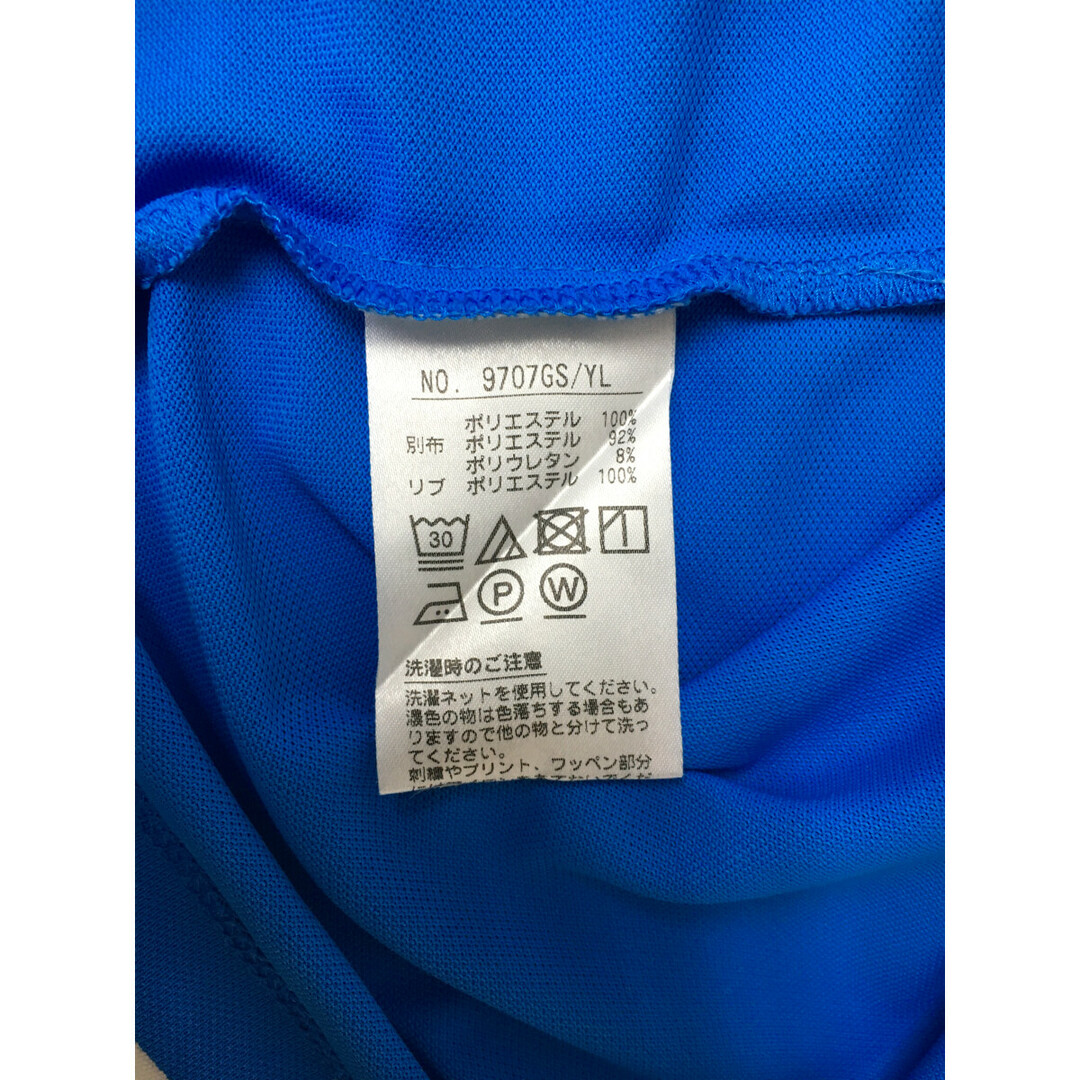 NO. 9707GS/YL
ポリエステル 100%
別布 ポリエステル 92%
ポリウレタン 8%
リブ ポリエステル 100%
30
P W
洗濯時のご注意
洗濯ネットを使用してください。
濃色の物は色落ちする場合もあ
りますので他の物と分けて洗っ
てください。
刺繍やプリント、ワッペン部分